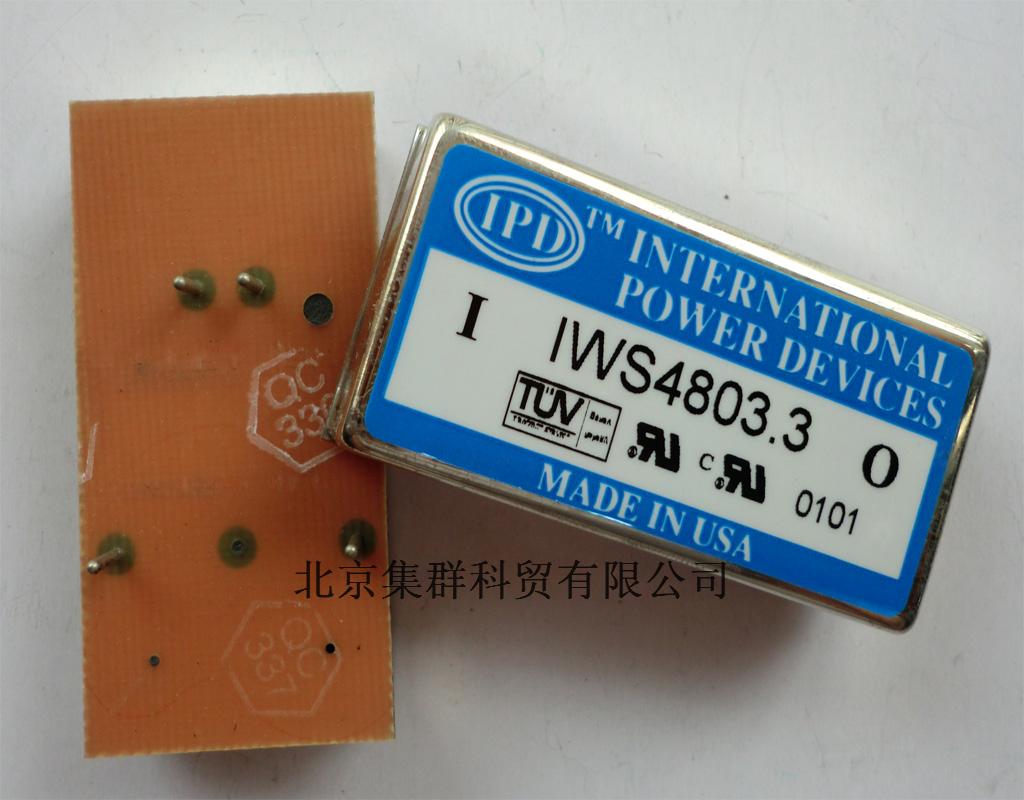 IPD
™ INTERNATIONAL
POWER DEVICES
I
IWS4803.3
O
TÜV
c
0101
MADE IN USA
QC
QC
337
北京集群科贸有限公司